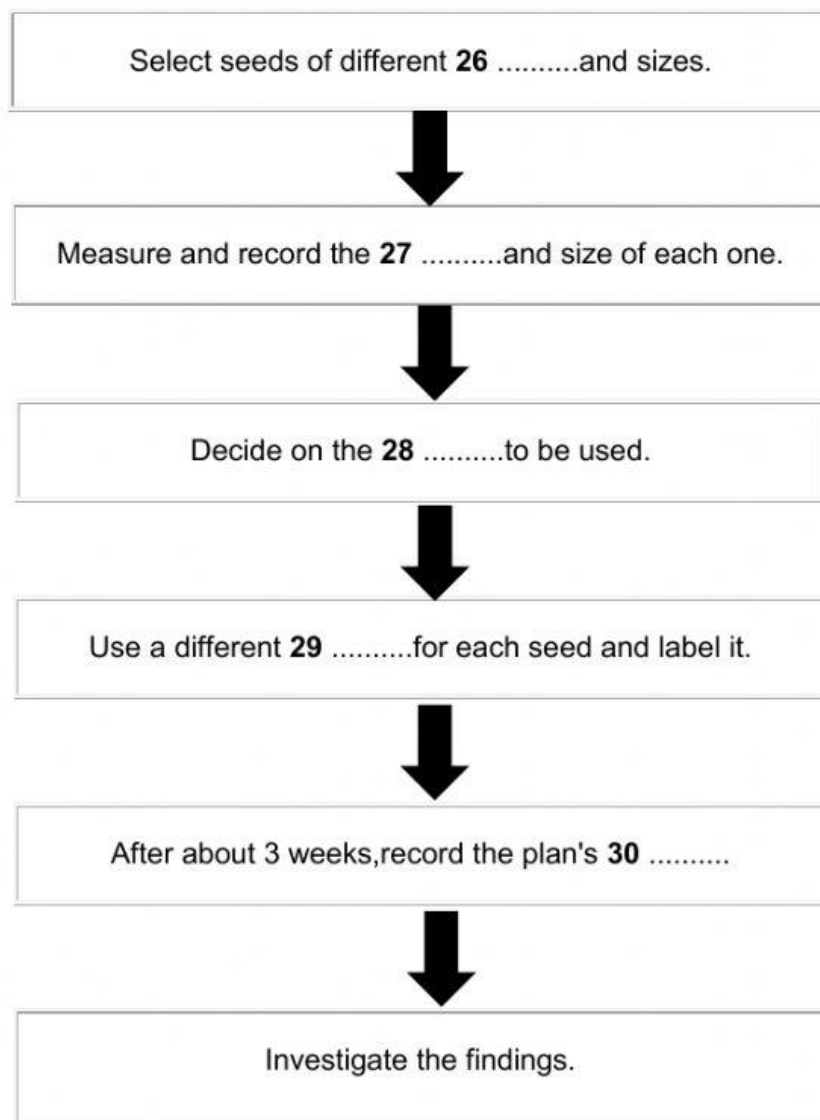 Select seeds of different 26 ..........and sizes.
Measure and record the 27 ..........and size of each one.
Decide on the 28 ..........to be used.
Use a different 29 ..........for each seed and label it.
After about 3 weeks,record the plan's 30 ..........
Investigate the findings.